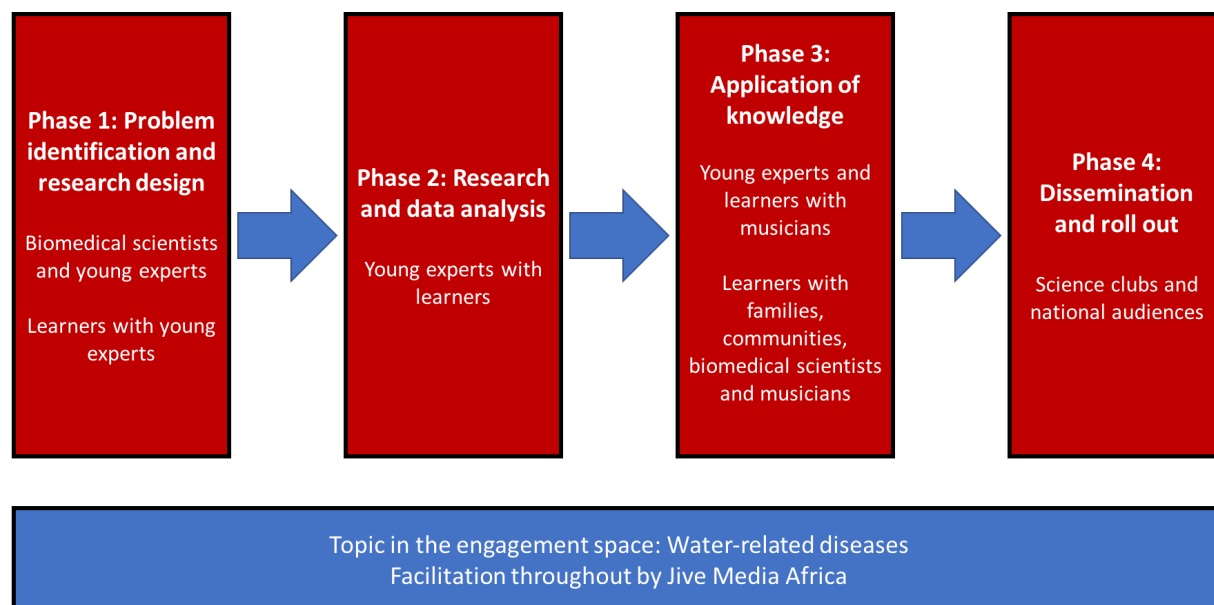 Phase 1: Problem
identification and
research design
Biomedical scientists
and young experts
Learners with young
experts
Phase 2: Research
and data analysis
Young experts with
learners
Phase 3:
Application of
knowledge
Young experts and
learners with
musicians
Learners with
families,
communities,
biomedical scientists
and musicians
Phase 4:
Dissemination
and roll out
Science clubs and
national audiences
Topic in the engagement space: Water-related diseases
Facilitation throughout by Jive Media Africa